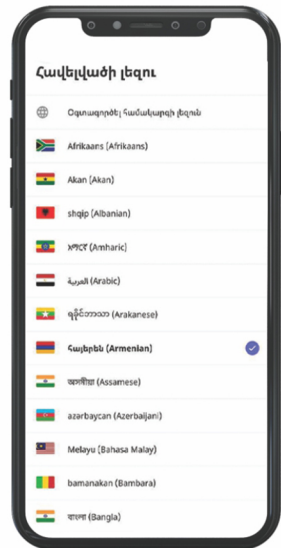 Հավելվածի լեզու
Օգտագործել համակարգի լեզուն
Afrikaans (Afrikaans)
Akan (Akan)
shqip (Albanian)
አማርኛ (Amharic)
العربية (Arabic)
ရခိုင်ဘာသာ (Arakanese)
հայերեն (Armenian)
অসমীয়া (Assamese)
azərbaycan (Azerbaijani)
Melayu (Bahasa Malay)
bamanakan (Bambara)
বাংলা (Bangla)